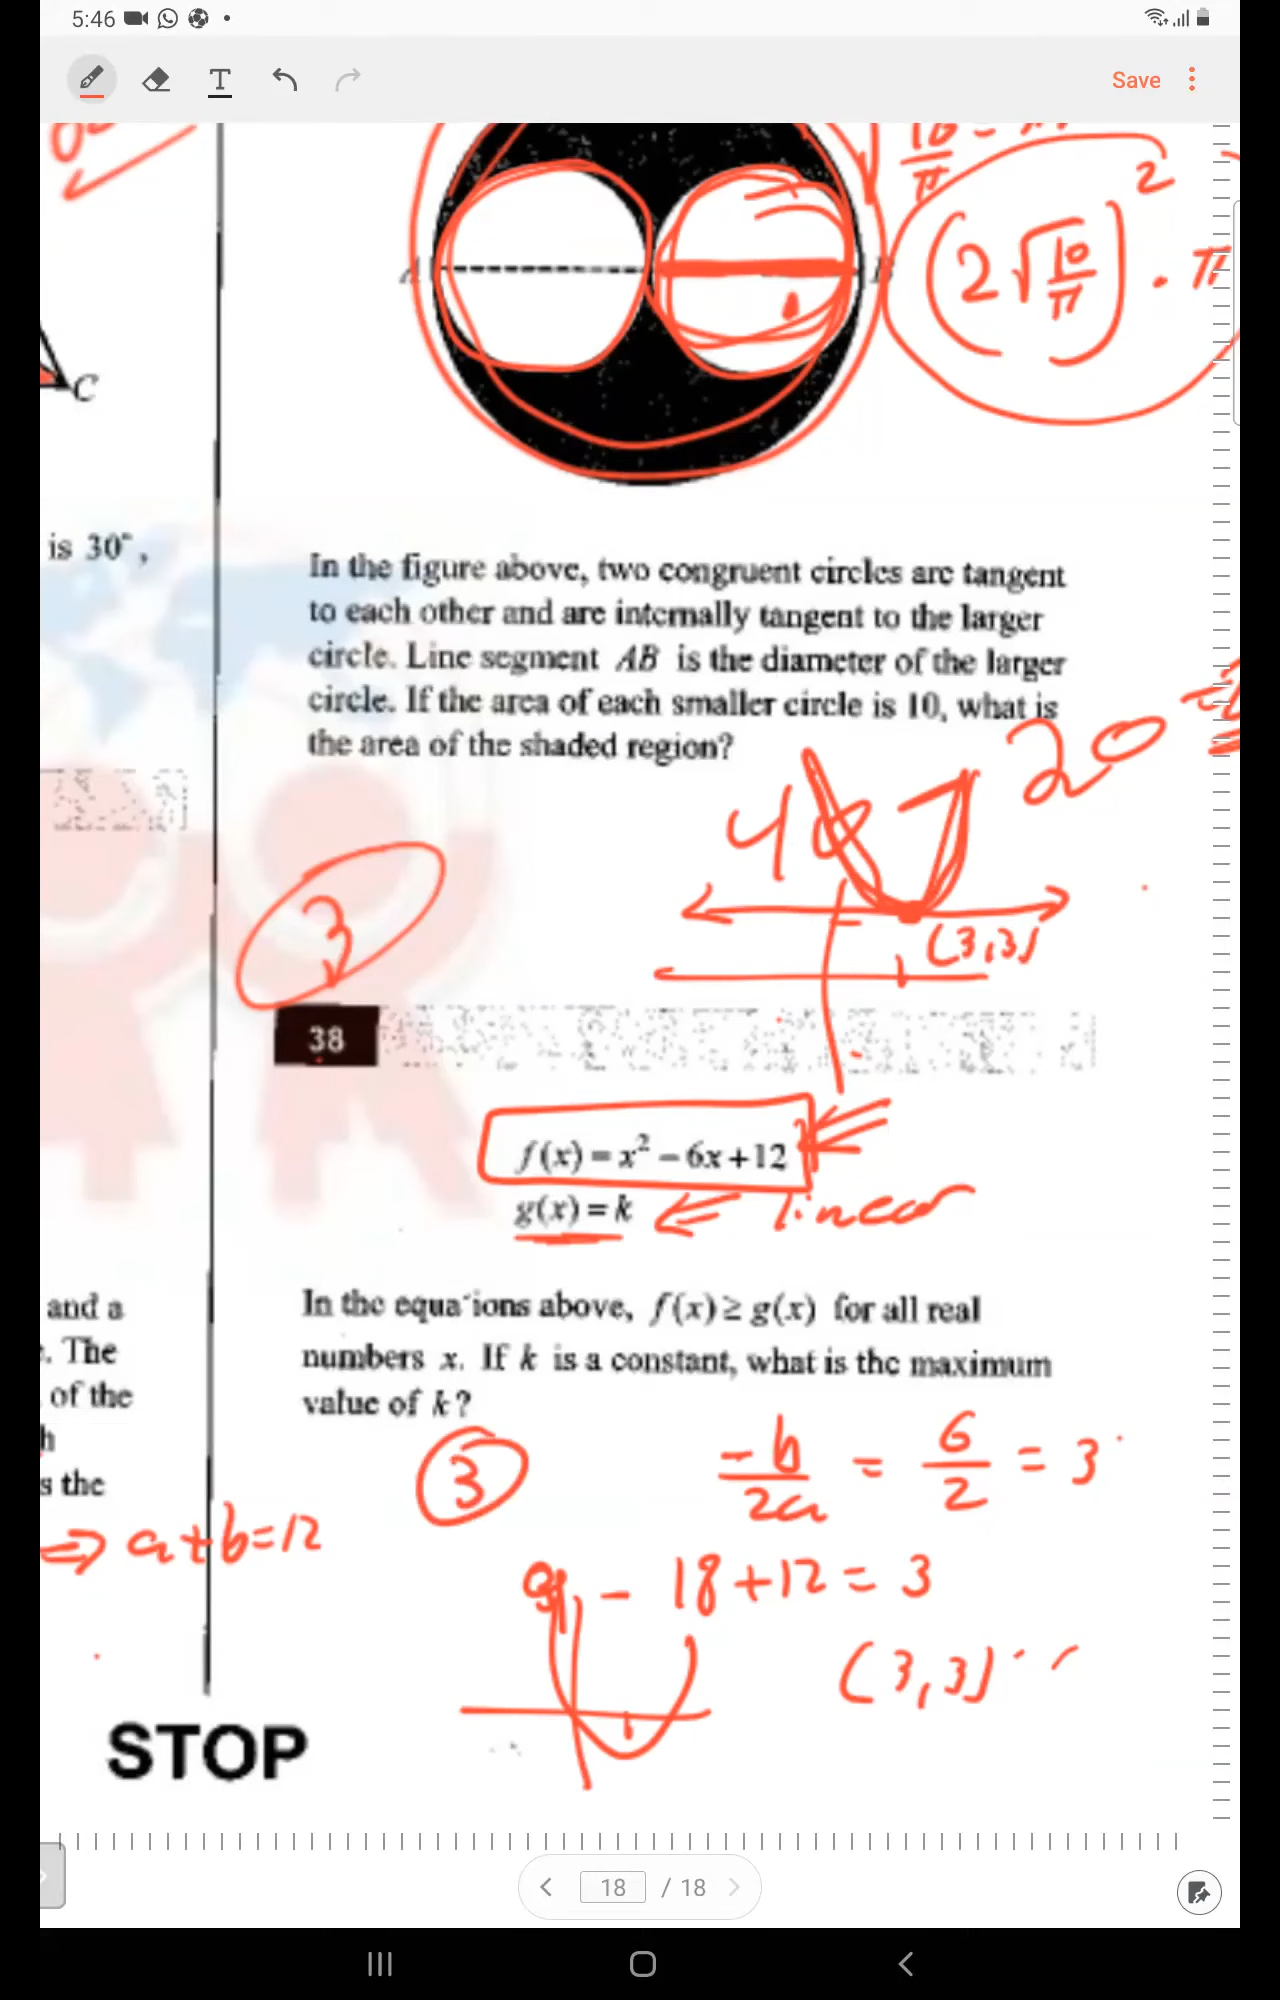 5:46
T
Save
(2√10/π)² · π
A
B
C
is 30°,
In the figure above, two congruent circles are tangent
to each other and are internally tangent to the larger
circle. Line segment AB is the diameter of the larger
circle. If the area of each smaller circle is 10, what is
the area of the shaded region?
20
40
3
(3,3)
38
f(x) = x² − 6x + 12
g(x) = k
linear
and a
. The
of the
h
s the
In the equations above, f(x) ≥ g(x) for all real
numbers x. If k is a constant, what is the maximum
value of k?
3
-b/2a = 6/2 = 3
⇒ a+b=12
9 - 18+12 = 3
(3,3)
STOP
18 / 18